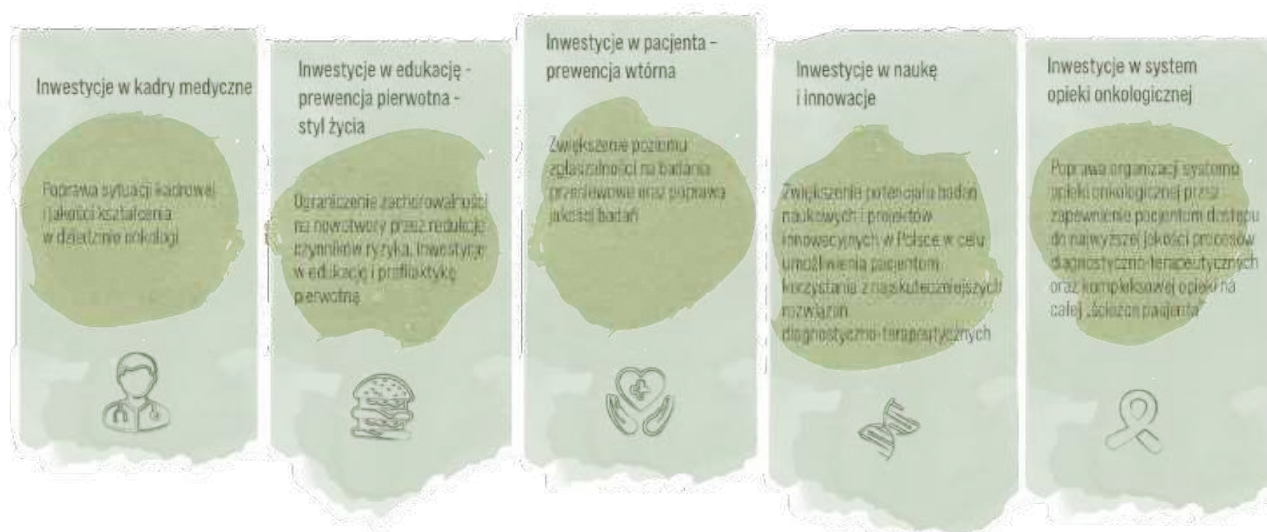 Inwestycje w kadry medyczne
Poprawa sytuacji kadrowej
i jakości kształcenia
w dziedzinie onkologi
Inwestycje w edukację -
prewencja pierwotna -
styl życia
Ograniczenie zachorowalności
na nowotwory przez redukcję
czynników ryzyka. Inwestycje
w edukację i profilaktykę
pierwotną
Inwestycje w pacjenta –
prewencja wtórna
Zwiększenie poziomu
zgłaszalności na badania
przesiewowe oraz poprawa
jakości badań
Inwestycje w naukę
i innowacje
Zwiększenie potencjału badań
naukowych i projektów
innowacyjnych w Polsce w celu
umożliwienia pacjentom
korzystania z najskuteczniejszych
rozwiązań
diagnostyczno-terapeutycznych
Inwestycje w system
opieki onkologicznej
Poprawa organizacji systemu
opieki onkologicznej przez
zapewnienie pacjentom dostępu
do najwyższej jakości procesów
diagnostyczno-terapeutycznych
oraz kompleksowej opieki na
całej „ścieżce pacjenta”